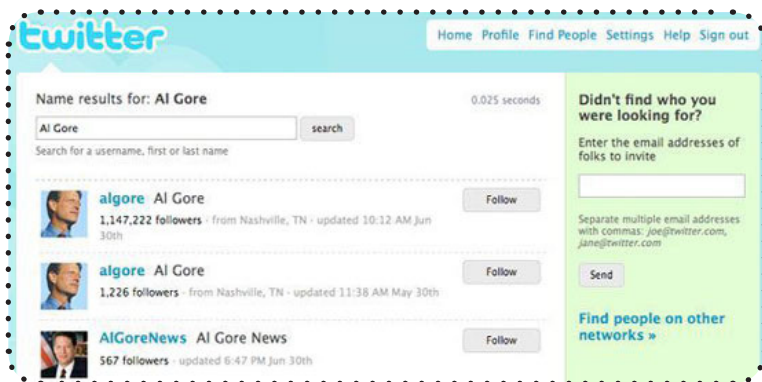 twitter
Home Profile Find People Settings Help Sign out
Name results for: Al Gore
0.025 seconds
Al Gore
search
Search for a username, first or last name
algore Al Gore
Follow
1,147,222 followers - from Nashville, TN - updated 10:12 AM Jun
30th
algore Al Gore
Follow
1,226 followers - from Nashville, TN - updated 11:38 AM May 30th
AlGoreNews Al Gore News
Follow
567 followers - updated 6:47 PM Jun 30th
Didn't find who you
were looking for?
Enter the email addresses of
folks to invite
Separate multiple email addresses
with commas: joe@twitter.com,
jane@twitter.com
Send
Find people on other
networks »